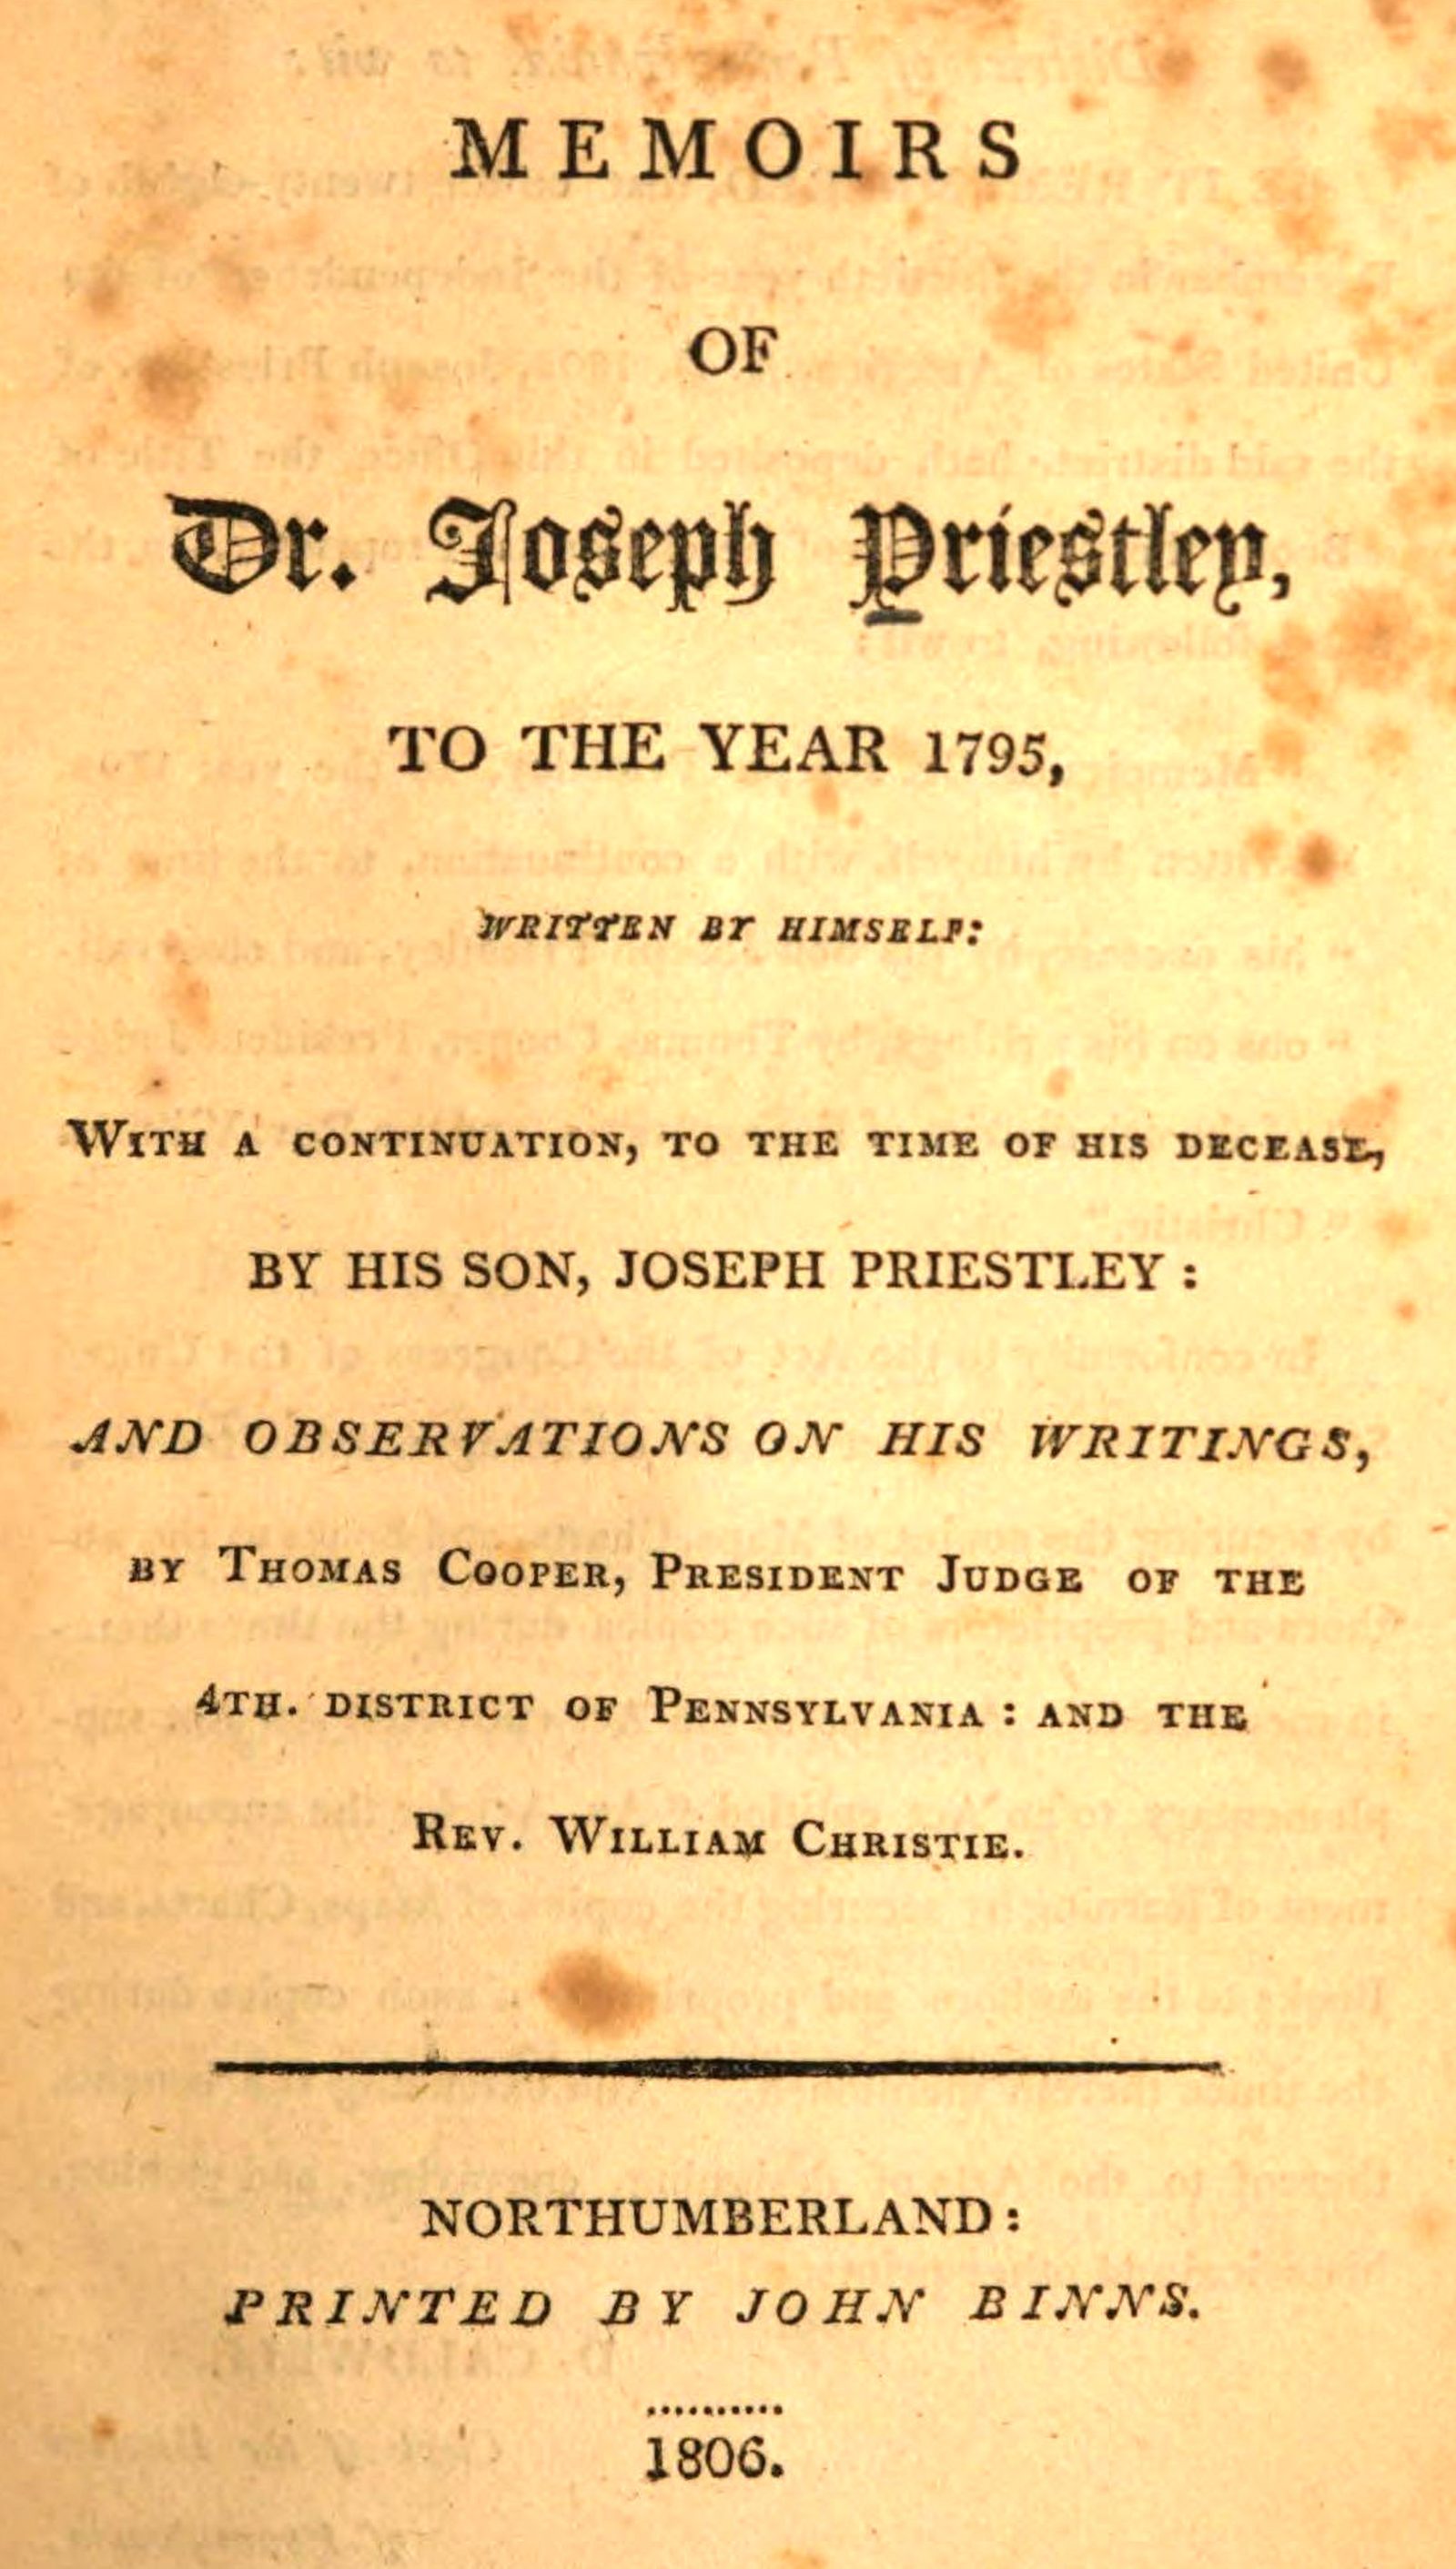 MEMOIRS
OF
Dr. Joseph Priestley,
TO THE YEAR 1795,
WRITTEN BY HIMSELF:
WITH A CONTINUATION, TO THE TIME OF HIS DECEASE,
BY HIS SON, JOSEPH PRIESTLEY:
AND OBSERVATIONS ON HIS WRITINGS,
BY THOMAS COOPER, PRESIDENT JUDGE OF THE
4TH. DISTRICT OF PENNSYLVANIA: AND THE
REV. WILLIAM CHRISTIE.
NORTHUMBERLAND:
PRINTED BY JOHN BINNS.
1806.